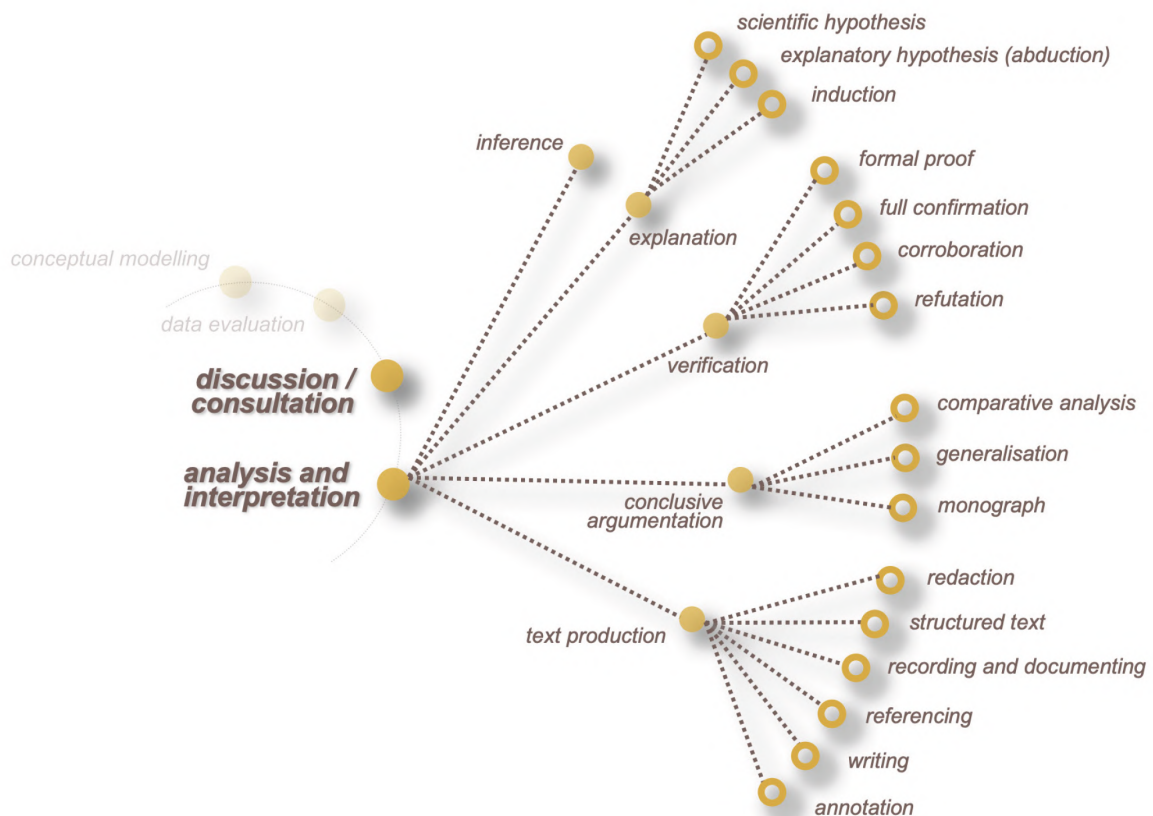 scientific hypothesis
explanatory hypothesis (abduction)
induction
inference
explanation
formal proof
full confirmation
corroboration
refutation
verification
conceptual modelling
data evaluation
discussion /
consultation
analysis and
interpretation
comparative analysis
generalisation
monograph
conclusive
argumentation
redaction
structured text
recording and documenting
referencing
writing
annotation
text production